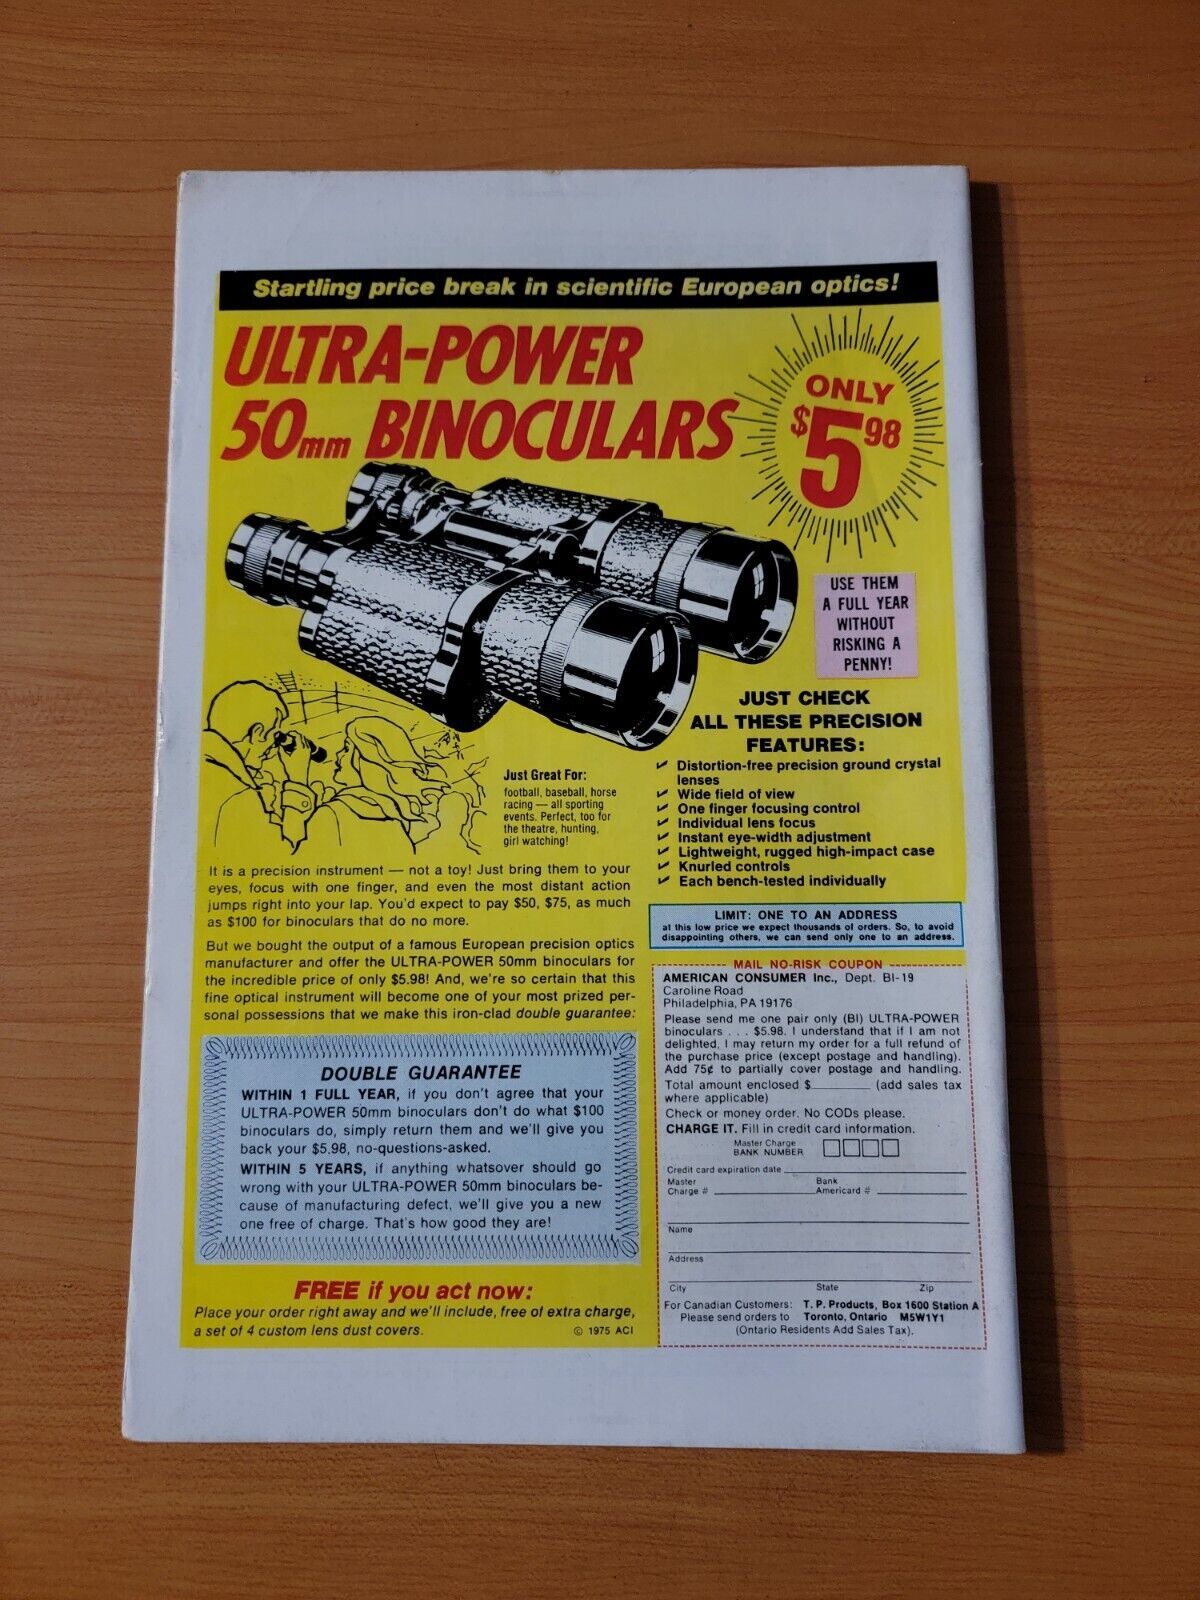 Startling price break in scientific European optics!
ULTRA-POWER
50mm BINOCULARS
ONLY
$5.98
USE THEM
A FULL YEAR
WITHOUT
RISKING A
PENNY!
JUST CHECK
ALL THESE PRECISION
FEATURES:
✓ Distortion-free precision ground crystal
lenses
✓ Wide field of view
✓ One finger focusing control
✓ Individual lens focus
✓ Instant eye-width adjustment
✓ Lightweight, rugged high-impact case
✓ Knurled controls
✓ Each bench-tested individually
Just Great For:
football, baseball, horse
racing — all sporting
events. Perfect, too for
the theatre, hunting,
girl watching!
It is a precision instrument — not a toy! Just bring them to your
eyes, focus with one finger, and even the most distant action
jumps right into your lap. You'd expect to pay $50, $75, as much
as $100 for binoculars that do no more.
But we bought the output of a famous European precision optics
manufacturer and offer the ULTRA-POWER 50mm binoculars for
the incredible price of only $5.98! And, we're so certain that this
fine optical instrument will become one of your most prized per-
sonal possessions that we make this iron-clad double guarantee:
DOUBLE GUARANTEE
WITHIN 1 FULL YEAR, if you don't agree that your
ULTRA-POWER 50mm binoculars don't do what $100
binoculars do, simply return them and we'll give you
back your $5.98, no-questions-asked.
WITHIN 5 YEARS, if anything whatsover should go
wrong with your ULTRA-POWER 50mm binoculars be-
cause of manufacturing defect, we'll give you a new
one free of charge. That's how good they are!
FREE if you act now:
Place your order right away and we'll include, free of extra charge,
a set of 4 custom lens dust covers.
© 1975 ACI
LIMIT: ONE TO AN ADDRESS
at this low price we expect thousands of orders. So, to avoid
disappointing others, we can send only one to an address.
MAIL NO-RISK COUPON
AMERICAN CONSUMER Inc., Dept. BI-19
Caroline Road
Philadelphia, PA 19176
Please send me one pair only (BI) ULTRA-POWER
binoculars . . . $5.98. I understand that if I am not
delighted, I may return my order for a full refund of
the purchase price (except postage and handling).
Add 75¢ to partially cover postage and handling.
Total amount enclosed $________ (add sales tax
where applicable)
Check or money order. No CODs please.
CHARGE IT. Fill in credit card information.
Master Charge
BANK NUMBER
Credit card expiration date
Master Charge #
Bank Americard #
Name
Address
City State Zip
For Canadian Customers: T. P. Products, Box 1600 Station A
Please send orders to Toronto, Ontario M5W1Y1
(Ontario Residents Add Sales Tax).